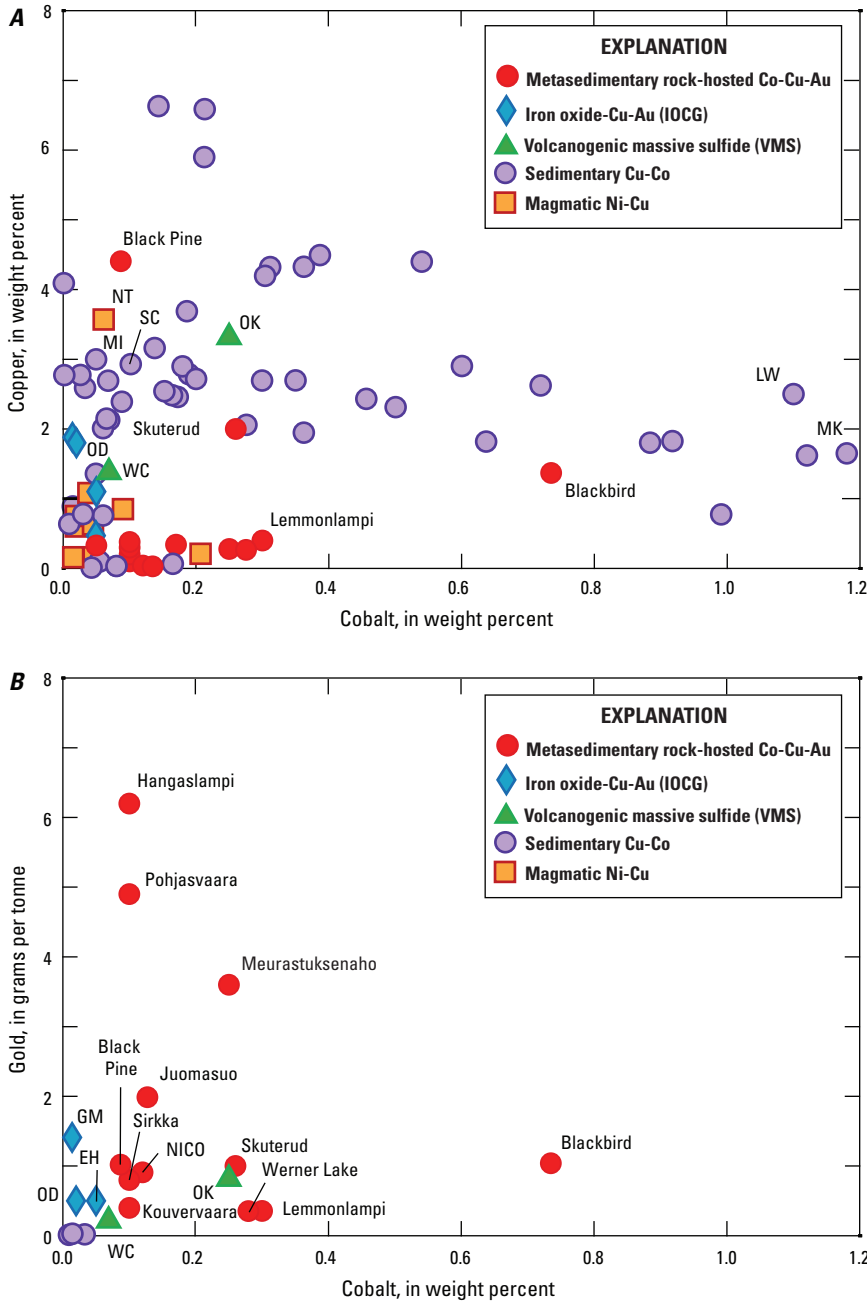 A
8
6
4
2
0
0.0
0.2
0.4
0.6
0.8
1.0
1.2
Copper, in weight percent
Cobalt, in weight percent
EXPLANATION
Metasedimentary rock-hosted Co-Cu-Au
Iron oxide-Cu-Au (IOCG)
Volcanogenic massive sulfide (VMS)
Sedimentary Cu-Co
Magmatic Ni-Cu
Black Pine
NT
SC
MI
OK
LW
Skuterud
MK
OD
WC
Blackbird
Lemmonlampi
B
8
6
4
2
0
0.0
0.2
0.4
0.6
0.8
1.0
1.2
Gold, in grams per tonne
Cobalt, in weight percent
EXPLANATION
Metasedimentary rock-hosted Co-Cu-Au
Iron oxide-Cu-Au (IOCG)
Volcanogenic massive sulfide (VMS)
Sedimentary Cu-Co
Magmatic Ni-Cu
Hangaslampi
Pohjasvaara
Meurastuksenaho
Black
Pine
Juomasuo
GM
Sirkka
NICO
Skuterud
Blackbird
EH
Werner Lake
OD
OK
Kouvervaara
Lemmonlampi
WC